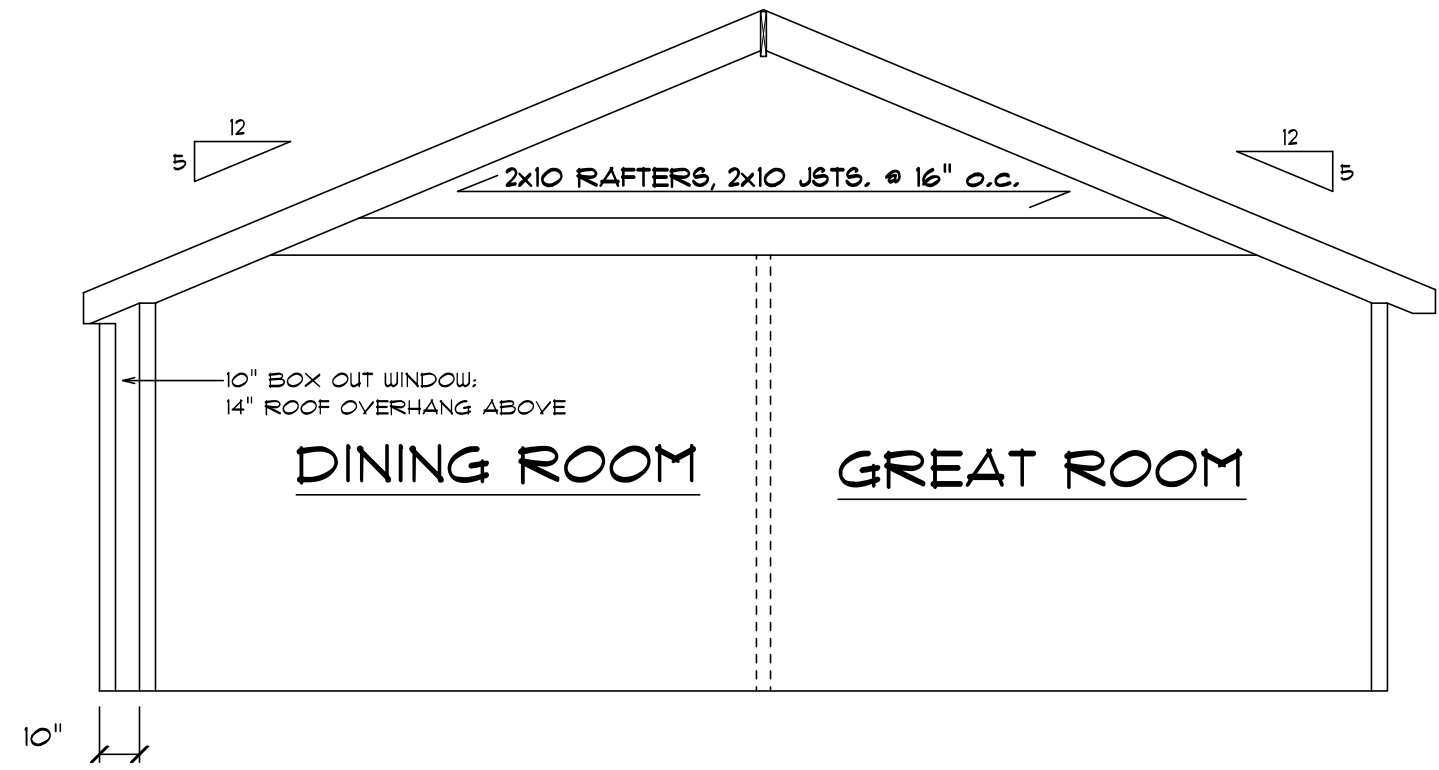 12
5
12
5
2x10 RAFTERS, 2x10 JSTS. @ 16" o.c.
10" BOX OUT WINDOW:
14" ROOF OVERHANG ABOVE
DINING ROOM
GREAT ROOM
10"